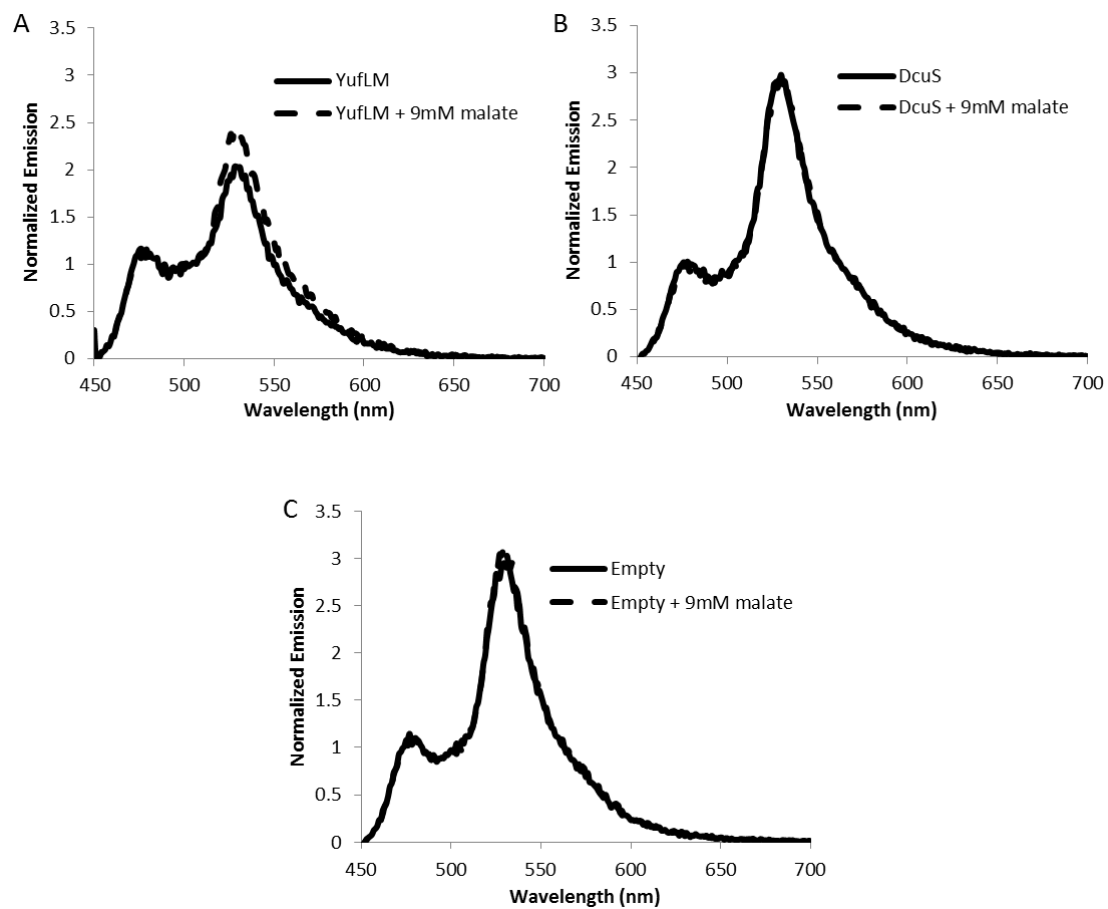 A
3.5
3
2.5
2
1.5
1
0.5
0
Normalized Emission
YufLM
YufLM + 9mM malate
450 500 550 600 650 700
Wavelength (nm)
B
3.5
3
2.5
2
1.5
1
0.5
0
Normalized Emission
DcuS
DcuS + 9mM malate
450 500 550 600 650 700
Wavelength (nm)
C
3.5
3
2.5
2
1.5
1
0.5
0
Normalized Emission
Empty
Empty + 9mM malate
450 500 550 600 650 700
Wavelength (nm)